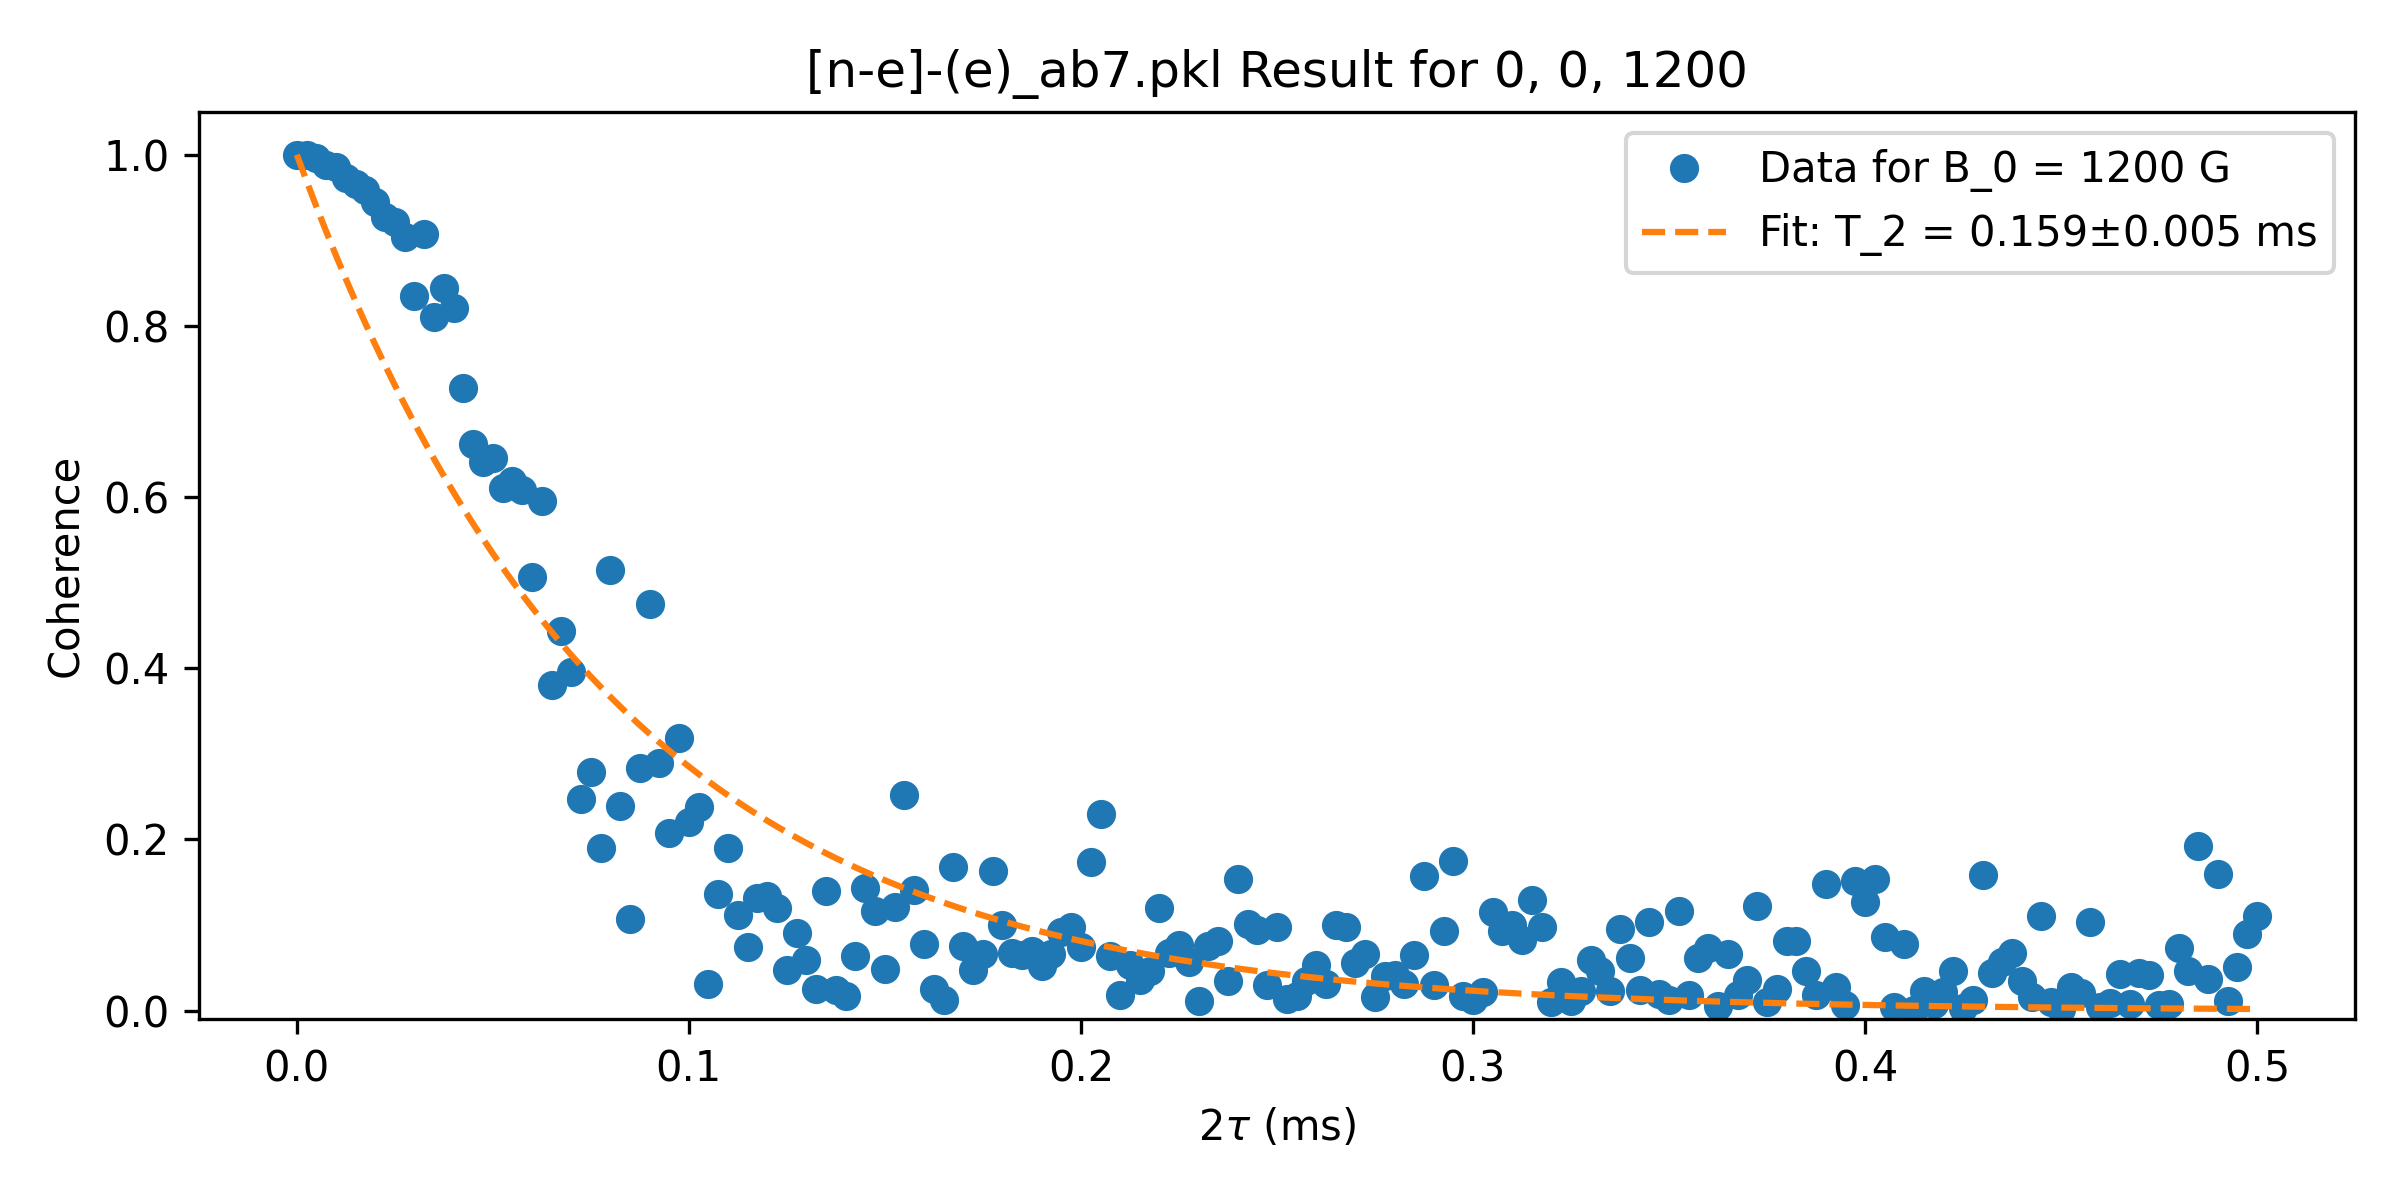 [n-e]-(e)_ab7.pkl Result for 0, 0, 1200
Data for B_0 = 1200 G
Fit: T_2 = 0.159±0.005 ms
Coherence
1.0
0.8
0.6
0.4
0.2
0.0
0.0 0.1 0.2 0.3 0.4 0.5
2τ (ms)